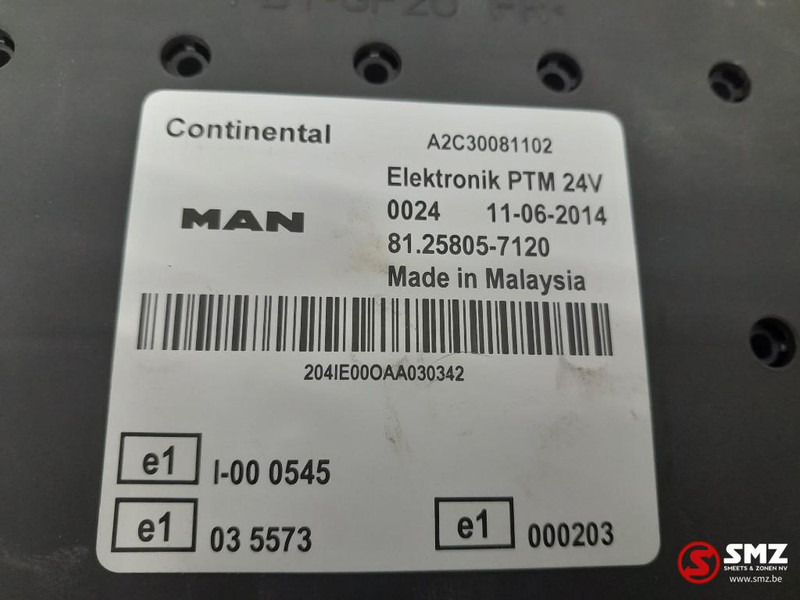 Continental
A2C30081102
Elektronik PTM 24V
MAN
0024 11-06-2014
81.25805-7120
Made in Malaysia
204IE00OAA030342
e1 I-00 0545
e1 03 5573
e1 000203
SMZ
SMEETS & ZONEN NV
www.smz.be